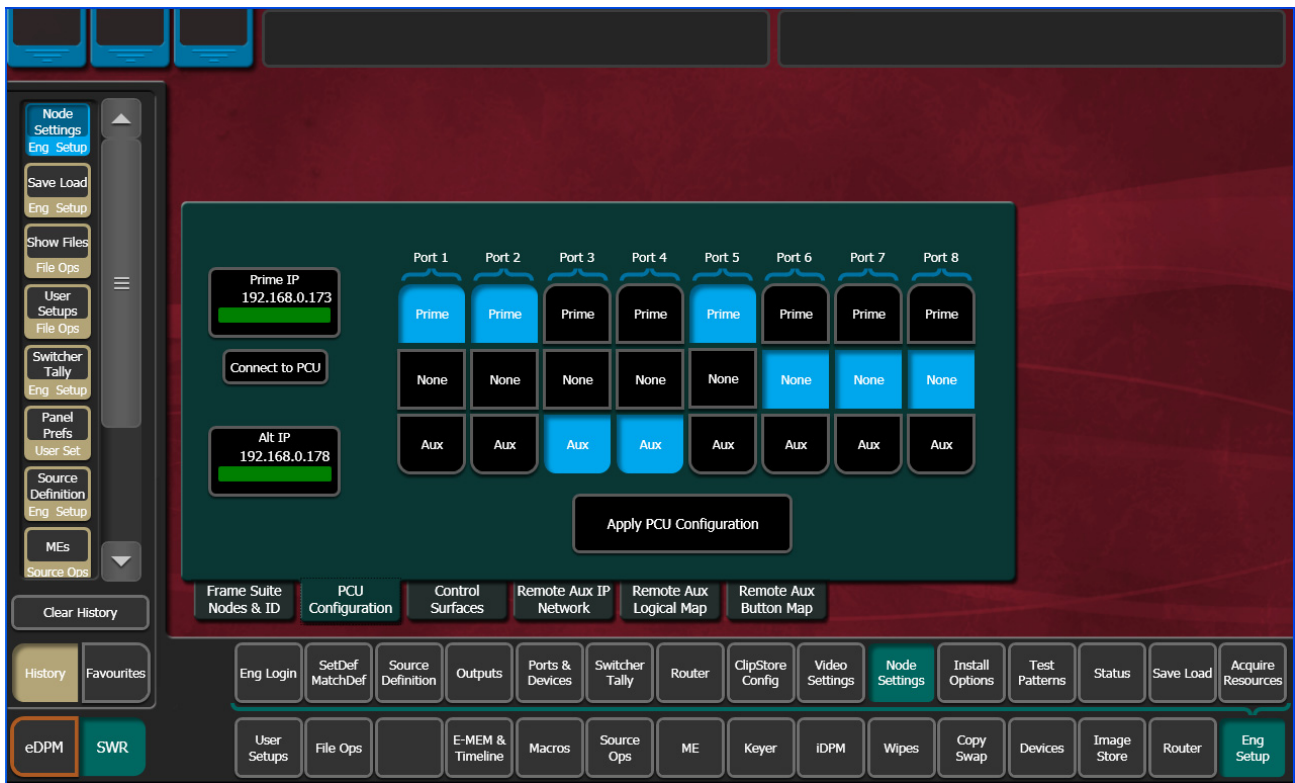 Node
Settings
Eng Setup
Save Load
Eng Setup
Show Files
File Ops
User
Setups
File Ops
Switcher
Tally
Eng Setup
Panel
Prefs
User Set
Source
Definition
Eng Setup
MEs
Source Ops
Clear History
History Favourites
eDPM SWR
Prime IP
192.168.0.173
Connect to PCU
Alt IP
192.168.0.178
Port 1 Port 2 Port 3 Port 4 Port 5 Port 6 Port 7 Port 8
Prime Prime Prime Prime Prime Prime Prime Prime
None None None None None None None None
Aux Aux Aux Aux Aux Aux Aux Aux
Apply PCU Configuration
Frame Suite
Nodes & ID
PCU
Configuration
Control
Surfaces
Remote Aux IP
Network
Remote Aux
Logical Map
Remote Aux
Button Map
Eng Login
SetDef
MatchDef
Source
Definition
Outputs
Ports &
Devices
Switcher
Tally
Router
ClipStore
Config
Video
Settings
Node
Settings
Install
Options
Test
Patterns
Status
Save Load
Acquire
Resources
User
Setups
File Ops
E-MEM &
Timeline
Macros
Source
Ops
ME
Keyer
iDPM
Wipes
Copy
Swap
Devices
Image
Store
Router
Eng
Setup